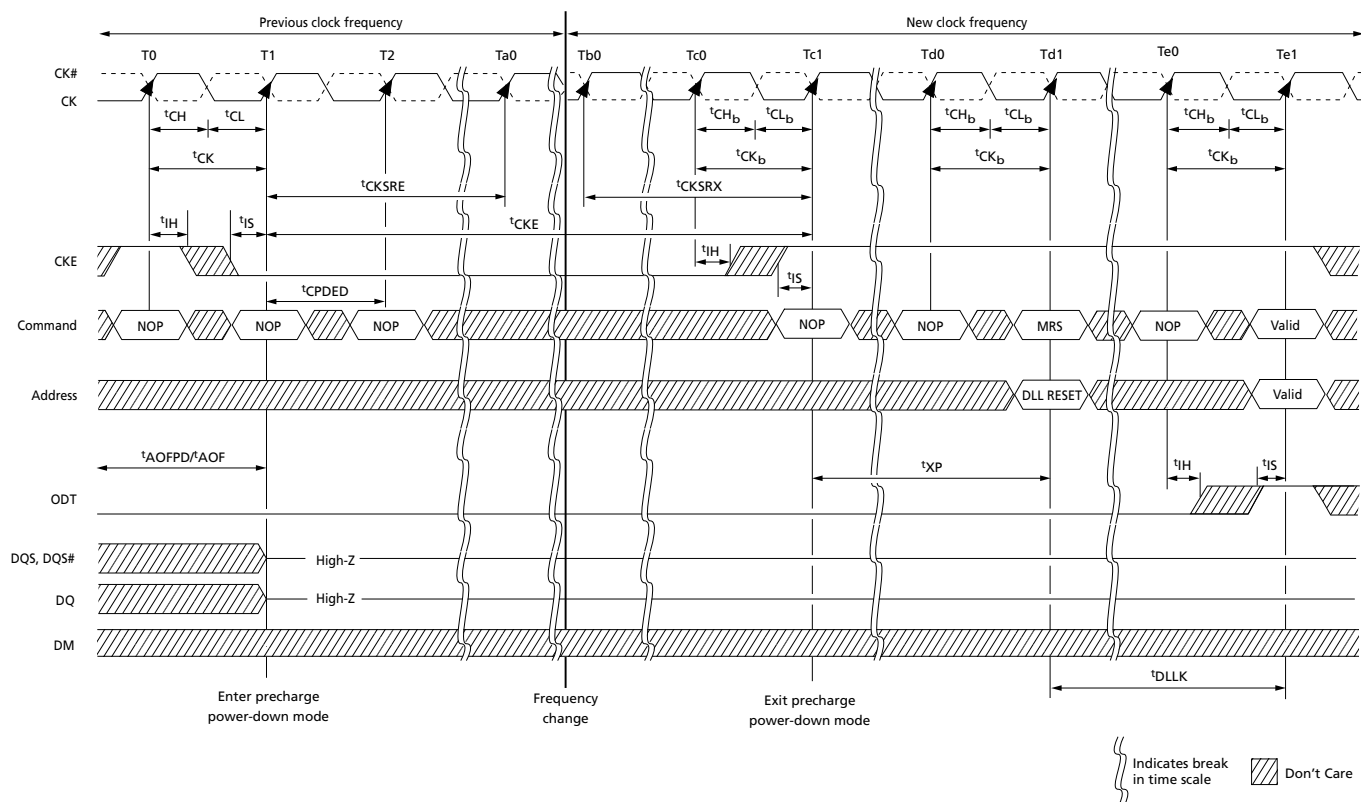 Previous clock frequency New clock frequency
T0 T1 T2 Ta0 Tb0 Tc0 Tc1 Td0 Td1 Te0 Te1
CK#
CK
tCH tCL tCHb tCLb tCHb tCLb tCHb tCLb
tCK tCKb tCKb tCKb
tCKSRE tCKSRX
tIH tIS tCKE
CKE tIH
tIS
tCPDED
Command NOP NOP NOP NOP NOP MRS NOP Valid
Address DLL RESET Valid
tAOFPD/tAOF tXP tIH tIS
ODT
DQS, DQS# High-Z
DQ High-Z
DM
tDLLK
Enter precharge
power-down mode
Frequency
change
Exit precharge
power-down mode
Indicates break
in time scale
Don't Care